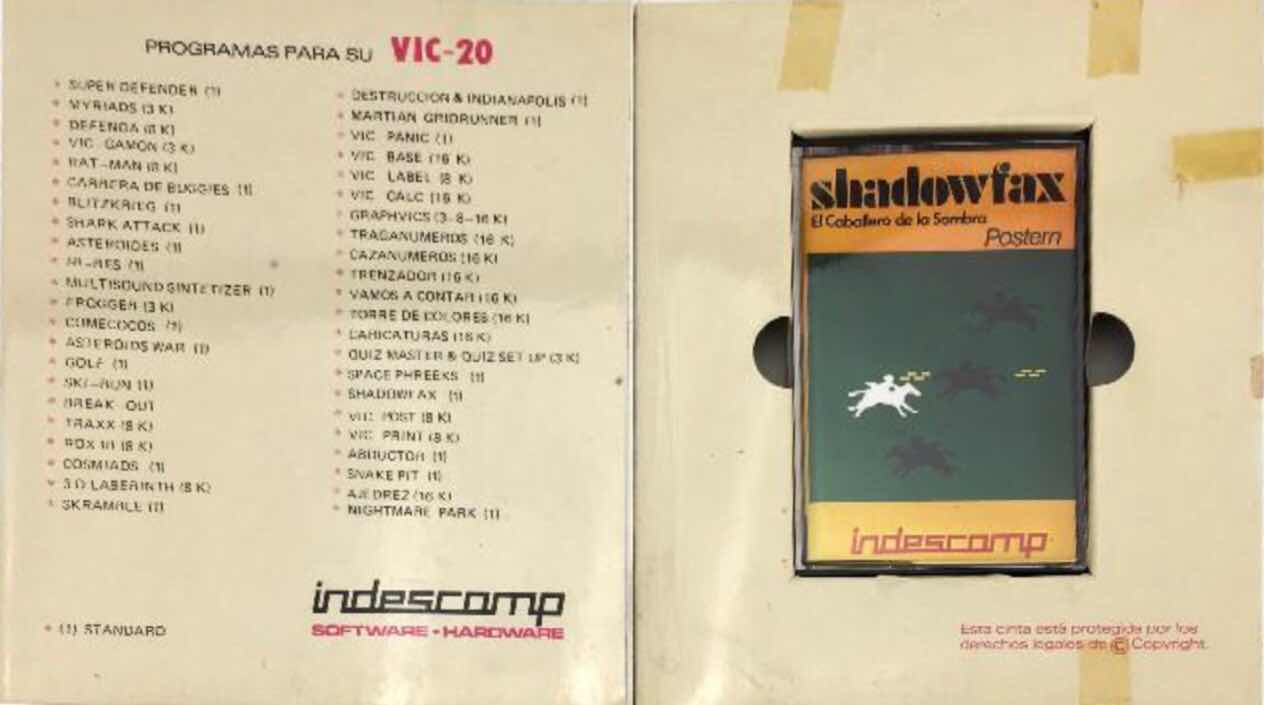 PROGRAMAS PARA SU VIC-20
SUPER DEFENDER (1)
MYRIADS (3 K)
DEFENDA (8 K)
VIC GAMON (3 K)
RAT-MAN (8 K)
CARRERA DE BUGGIES (1)
BLITZKRIEG (1)
SHARK ATTACK (1)
ASTEROIDES (1)
HI-RES (1)
MULTISOUND SINTETIZER (1)
FROGGER (3 K)
COMECOCOS (1)
ASTEROIDS WAR (1)
GOLF (1)
SKI-RUN (1)
BREAK-OUT
TRAXX (8 K)
(8 K)
COSMIADS (1)
3 D LABERINTH (8 K)
SKRAMBLE (1)
DESTRUCCION & INDIANAPOLIS (1)
MARTIAN GRIDRUNNER (1)
VIC PANIC (1)
VIC BASE (16 K)
VIC LABEL (8 K)
VIC CALC (16 K)
GRAPHVICS (3-8-16 K)
TRAGANUMEROS (16 K)
CAZANUMEROS (16 K)
TRENZADOR (16 K)
VAMOS A CONTAR (16 K)
TORRE DE DOLORES (16 K)
CARICATURAS (16 K)
QUIZ MASTER & QUIZ SET UP (3 K)
SPACE PHREEKS (1)
SHADOWFAX (1)
VIC POST (8 K)
VIC PRINT (8 K)
ABDUCTOR (1)
SNAKE PIT (1)
AJEDREZ (16 K)
NIGHTMARE PARK (1)
indescomp
SOFTWARE - HARDWARE
(1) STANDARD
shadowfax
El Caballero de la Sombra
Postern
indescomp
Esta cinta está protegida por los
derechos legales de © Copyright.